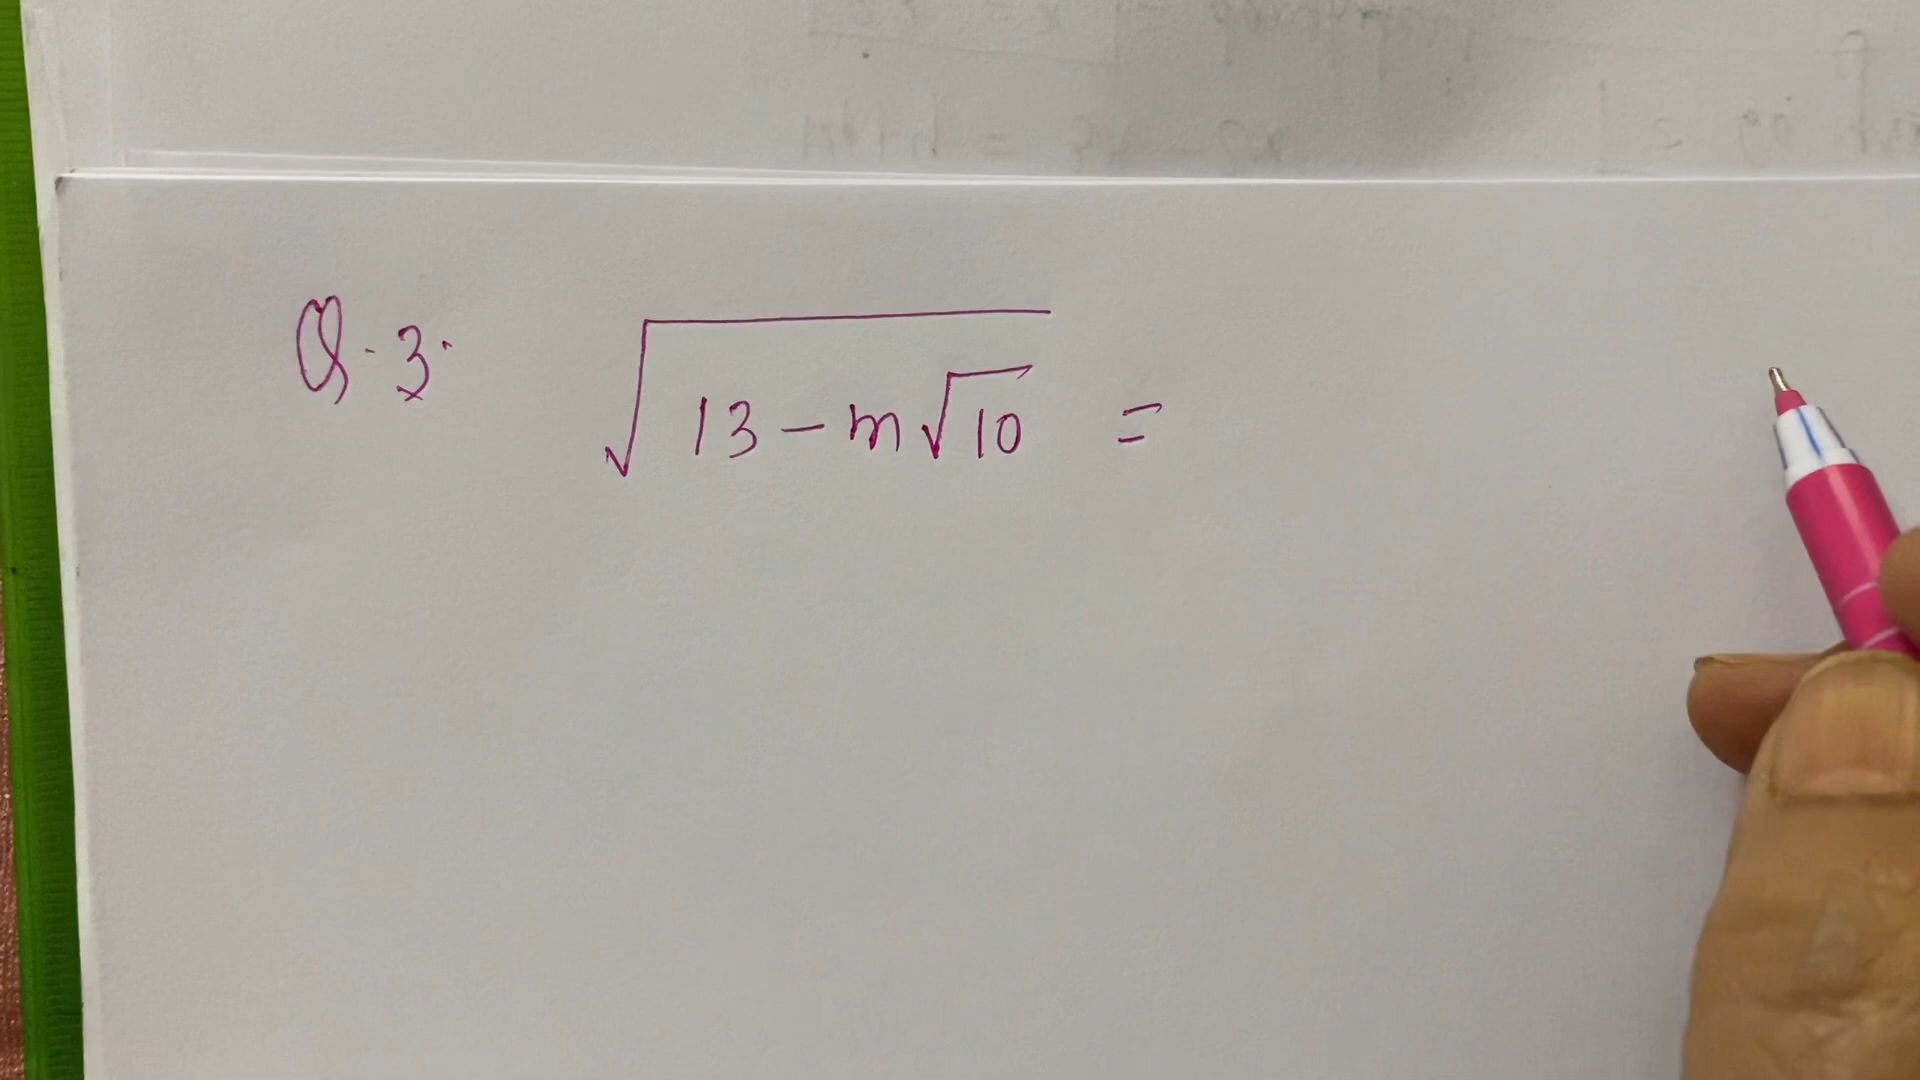 Q.3. √(13-m√10) =